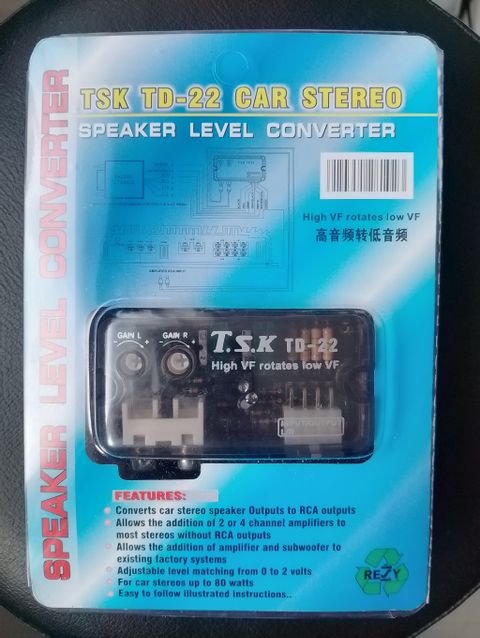 TSK TD-22 CAR STEREO
SPEAKER LEVEL CONVERTER
SPEAKER LEVEL CONVERTER
High VF rotates low VF
高音频转低音频
GAIN L
GAIN R
T.S.K TD-22
High VF rotates low VF
INPUT/OUTPUT
FEATURES:
Converts car stereo speaker Outputs to RCA outputs
Allows the addition of 2 or 4 channel amplifiers to
most stereos without RCA outputs
Allows the addition of amplifier and subwoofer to
existing factory systems
Adjustable level matching from 0 to 2 volts
For car stereos up to 80 watts
Easy to follow illustrated instructions..
REZY